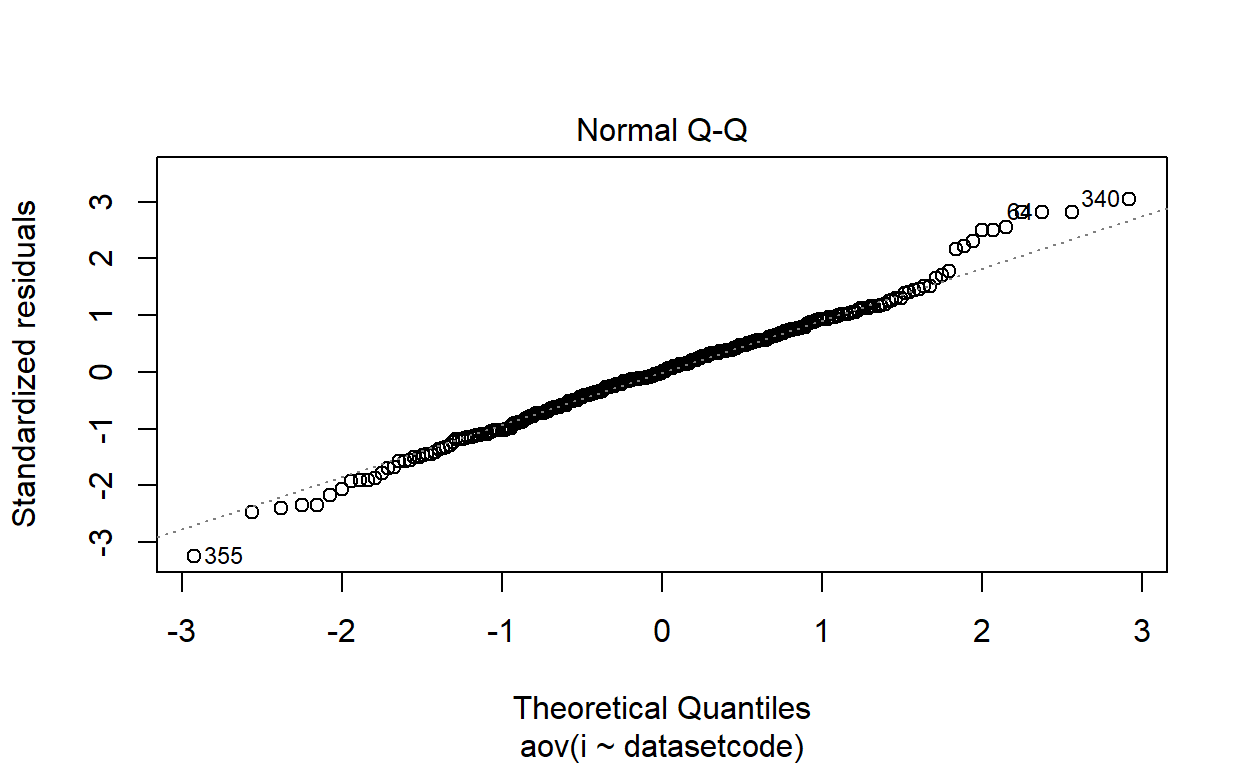 Normal Q-Q
Standardized residuals
3
2
1
0
-1
-2
-3
64
340
355
-3 -2 -1 0 1 2 3
Theoretical Quantiles
aov(i ~ datasetcode)